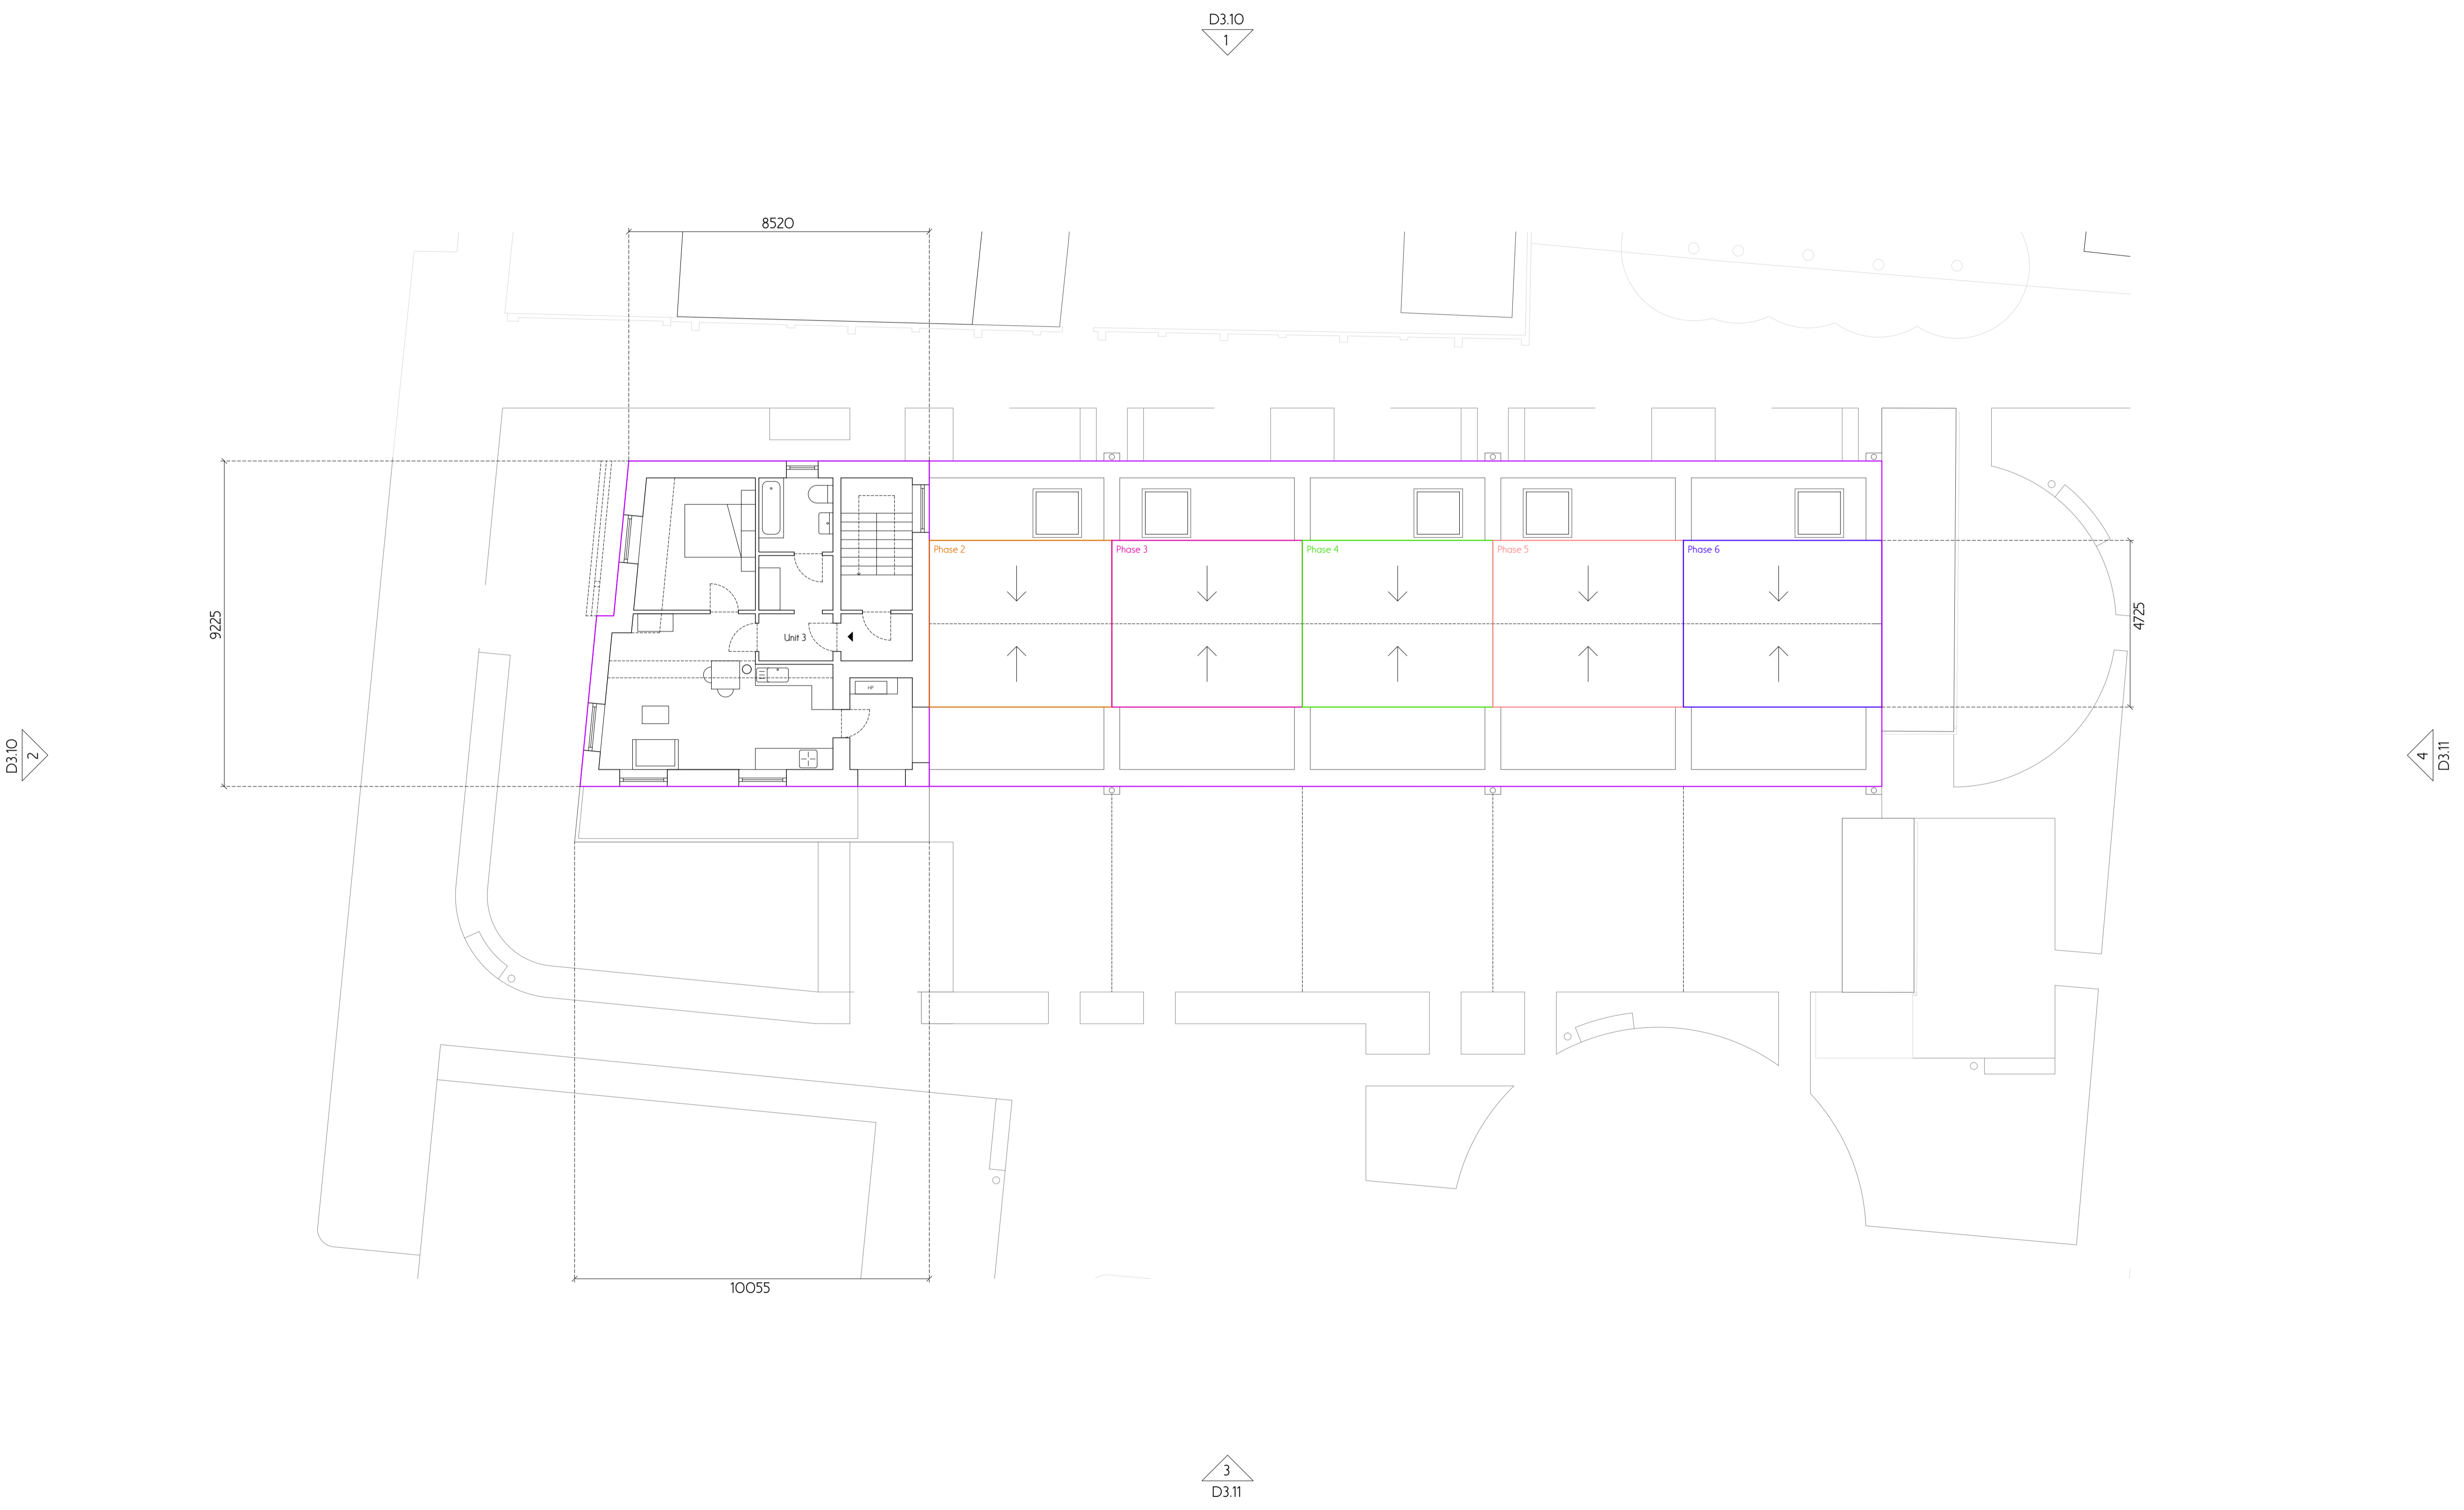 D3.10
1
8520
Phase 2
Phase 3
Phase 4
Phase 5
Phase 6
9225
4725
Unit 3
HP
D3.10
2
4
D3.11
10055
3
D3.11